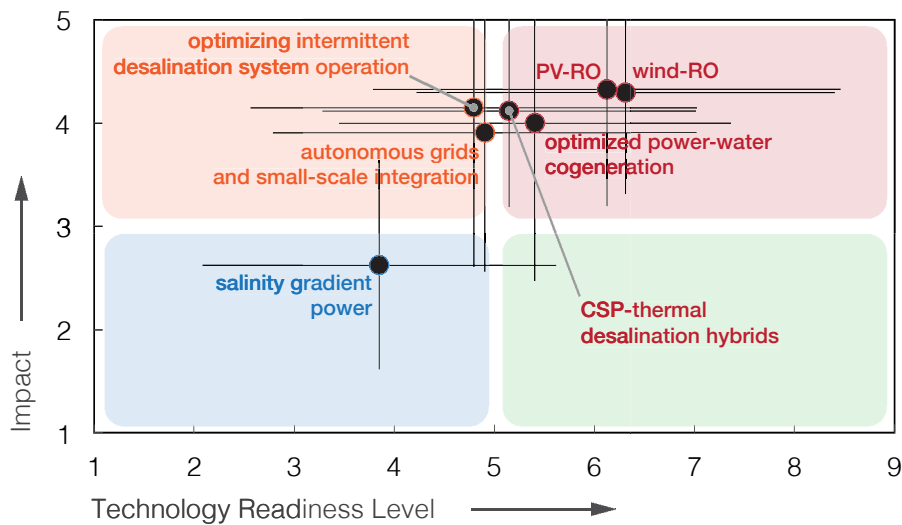 5
optimizing intermittent
desalination system operation
PV-RO
wind-RO
4
autonomous grids
and small-scale integration
optimized power-water
cogeneration
3
salinity gradient
power
CSP-thermal
desalination hybrids
2
1
Impact
1 2 3 4 5 6 7 8 9
Technology Readiness Level